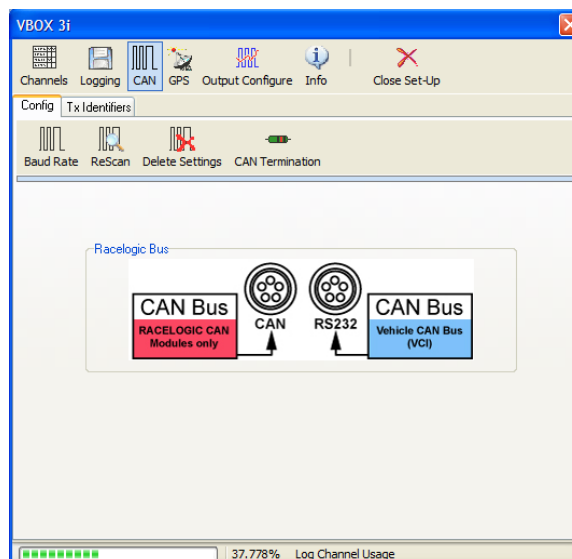 VBOX 3i
Channels Logging CAN GPS Output Configure Info Close Set-Up
Config Tx Identifiers
Baud Rate ReScan Delete Settings CAN Termination
Racelogic Bus
CAN Bus
RACELOGIC CAN
Modules only
CAN
RS232
CAN Bus
Vehicle CAN Bus
(VCI)
37.778% Log Channel Usage